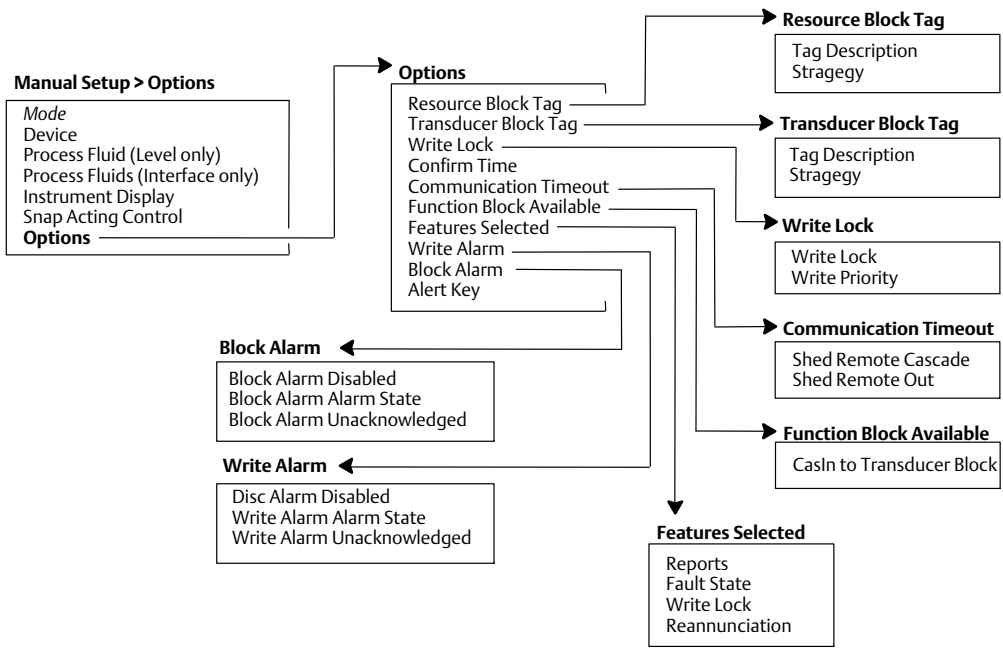 Manual Setup > Options
Mode
Device
Process Fluid (Level only)
Process Fluids (Interface only)
Instrument Display
Snap Acting Control
Options
Options
Resource Block Tag
Transducer Block Tag
Write Lock
Confirm Time
Communication Timeout
Function Block Available
Features Selected
Write Alarm
Block Alarm
Alert Key
Resource Block Tag
Tag Description
Stragegy
Transducer Block Tag
Tag Description
Stragegy
Write Lock
Write Lock
Write Priority
Communication Timeout
Shed Remote Cascade
Shed Remote Out
Function Block Available
CasIn to Transducer Block
Block Alarm
Block Alarm Disabled
Block Alarm Alarm State
Block Alarm Unacknowledged
Write Alarm
Disc Alarm Disabled
Write Alarm Alarm State
Write Alarm Unacknowledged
Features Selected
Reports
Fault State
Write Lock
Reannunciation